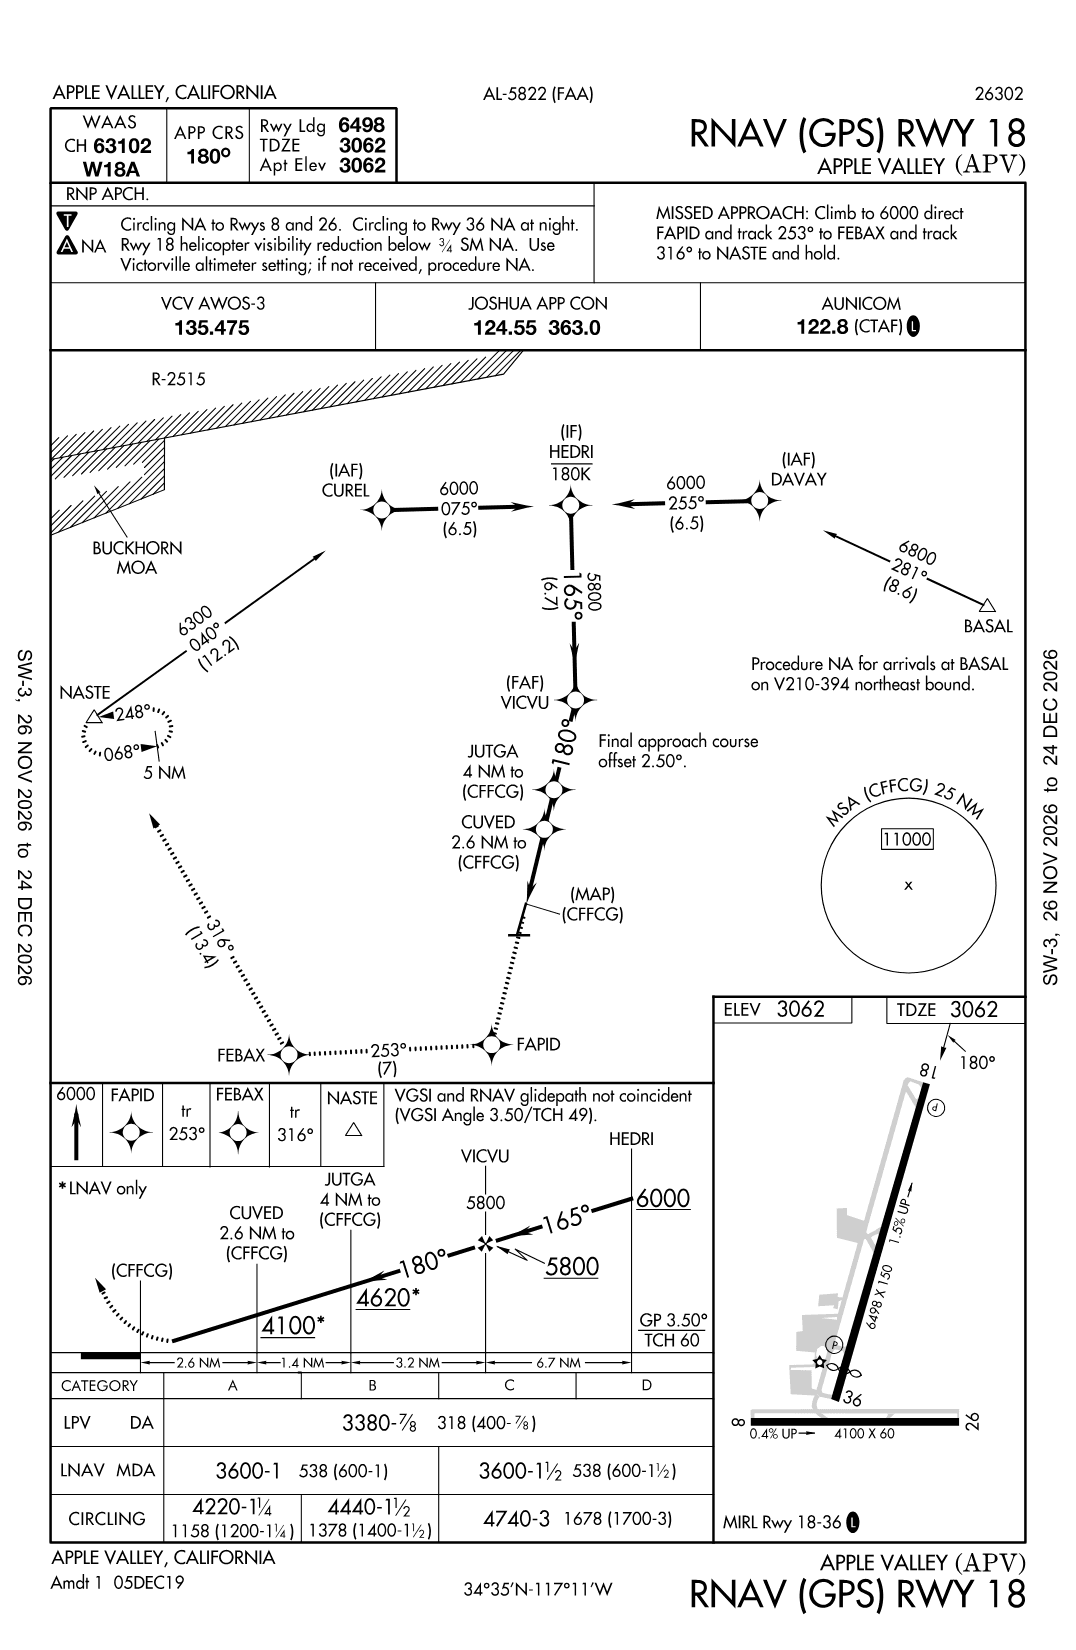 APPLE VALLEY, CALIFORNIA
AL-5822 (FAA)
26302
WAAS
CH 63102
W18A
APP CRS
180°
Rwy Ldg 6498
TDZE 3062
Apt Elev 3062
RNAV (GPS) RWY 18
APPLE VALLEY (APV)
RNP APCH.
T
A NA
Circling NA to Rwys 8 and 26. Circling to Rwy 36 NA at night.
Rwy 18 helicopter visibility reduction below ¾ SM NA. Use
Victorville altimeter setting; if not received, procedure NA.
MISSED APPROACH: Climb to 6000 direct
FAPID and track 253° to FEBAX and track
316° to NASTE and hold.
VCV AWOS-3
135.475
JOSHUA APP CON
124.55 363.0
AUNICOM
122.8 (CTAF) L
R-2515
BUCKHORN
MOA
(IAF)
CUREL
6000
075°
(6.5)
(IF)
HEDRI
180K
6000
255°
(6.5)
(IAF)
DAVAY
6800
281°
(8.6)
BASAL
Procedure NA for arrivals at BASAL
on V210-394 northeast bound.
5800
165°
(6.7)
6300
040°
(12.2)
NASTE
248°
068°
5 NM
(FAF)
VICVU
180°
Final approach course
offset 2.50°.
JUTGA
4 NM to
(CFFCG)
CUVED
2.6 NM to
(CFFCG)
(MAP)
(CFFCG)
MSA (CFFCG) 25 NM
11000
x
316°
(13.4)
FEBAX
253°
(7)
FAPID
SW-3, 26 NOV 2026 to 24 DEC 2026
SW-3, 26 NOV 2026 to 24 DEC 2026
ELEV 3062
TDZE 3062
180°
18
P
1.5% UP
6498 X 150
P
36
8
26
0.4% UP
4100 X 60
MIRL Rwy 18-36 L
6000
FAPID
tr
253°
FEBAX
tr
316°
NASTE
VGSI and RNAV glidepath not coincident
(VGSI Angle 3.50/TCH 49).
*LNAV only
HEDRI
VICVU
5800
JUTGA
4 NM to
(CFFCG)
CUVED
2.6 NM to
(CFFCG)
(CFFCG)
6000
165°
5800
180°
4620*
4100*
GP 3.50°
TCH 60
2.6 NM
1.4 NM
3.2 NM
6.7 NM
CATEGORY A B C D
LPV DA 3380-⅞ 318 (400-⅞)
LNAV MDA 3600-1 538 (600-1) 3600-1½ 538 (600-1½)
CIRCLING 4220-1¼ 1158 (1200-1¼) 4440-1½ 1378 (1400-1½) 4740-3 1678 (1700-3)
APPLE VALLEY, CALIFORNIA
Amdt 1 05DEC19
34°35'N-117°11'W
APPLE VALLEY (APV)
RNAV (GPS) RWY 18